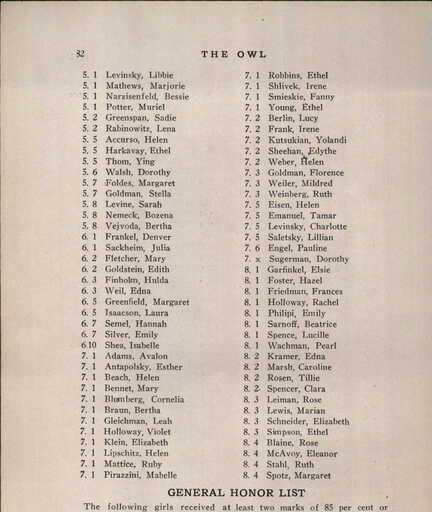 82
THE OWL
5. 1 Levinsky, Libbie
5. 1 Mathews, Marjorie
5. 1 Narzisenfeld, Bessie
5. 1 Potter, Muriel
5. 2 Greenspan, Sadie
5. 2 Rabinowitz, Lena
5. 5 Accurso, Helen
5. 5 Harkavay, Ethel
5. 5 Thom, Ying
5. 6 Walsh, Dorothy
5. 7 Foldes, Margaret
5. 7 Goldman, Stella
5. 8 Levine, Sarah
5. 8 Nemeck, Bozena
5. 8 Vejvoda, Bertha
6. 1 Frankel, Denver
6. 1 Sackheim, Julia
6. 2 Fletcher, Mary
6. 2 Goldstein, Edith
6. 3 Finholm, Hulda
6. 3 Weil, Edna
6. 5 Greenfield, Margaret
6. 5 Isaacson, Laura
6. 7 Semel, Hannah
6. 7 Silver, Emily
6.10 Shea, Isabelle
7. 1 Adams, Avalon
7. 1 Antapolsky, Esther
7. 1 Beach, Helen
7. 1 Bennet, Mary
7. 1 Blumberg, Cornelia
7. 1 Braun, Bertha
7. 1 Gleichman, Leah
7. 1 Holloway, Violet
7. 1 Klein, Elizabeth
7. 1 Lipschitz, Helen
7. 1 Mattice, Ruby
7. 1 Pirazzini, Mabelle
7. 1 Robbins, Ethel
7. 1 Shlivek, Irene
7. 1 Smieskie, Fanny
7. 1 Young, Ethel
7. 2 Berlin, Lucy
7. 2 Frank, Irene
7. 2 Kutsukian, Yolandi
7. 2 Sheehan, Edythe
7. 2 Weber, Helen
7. 3 Goldman, Florence
7. 3 Weiler, Mildred
7. 3 Weinberg, Ruth
7. 5 Eisen, Helen
7. 5 Emanuel, Tamar
7. 5 Levinsky, Charlotte
7. 5 Saletsky, Lillian
7. 6 Engel, Pauline
7. x Sugerman, Dorothy
8. 1 Garfinkel, Elsie
8. 1 Foster, Hazel
8. 1 Friedman, Frances
8. 1 Holloway, Rachel
8. 1 Philipi, Emily
8. 1 Sarnoff, Beatrice
8. 1 Spence, Lucille
8. 1 Wachman, Pearl
8. 2 Kramer, Edna
8. 2 Marsh, Caroline
8. 2 Rosen, Tillie
8. 2 Spencer, Clara
8. 3 Leiman, Rose
8. 3 Lewis, Marian
8. 3 Schneider, Elizabeth
8. 3 Simpson, Ethel
8. 4 Blaine, Rose
8. 4 McAvoy, Eleanor
8. 4 Stahl, Ruth
8. 4 Spotz, Margaret
GENERAL HONOR LIST
The following girls received at least two marks of 85 per cent or